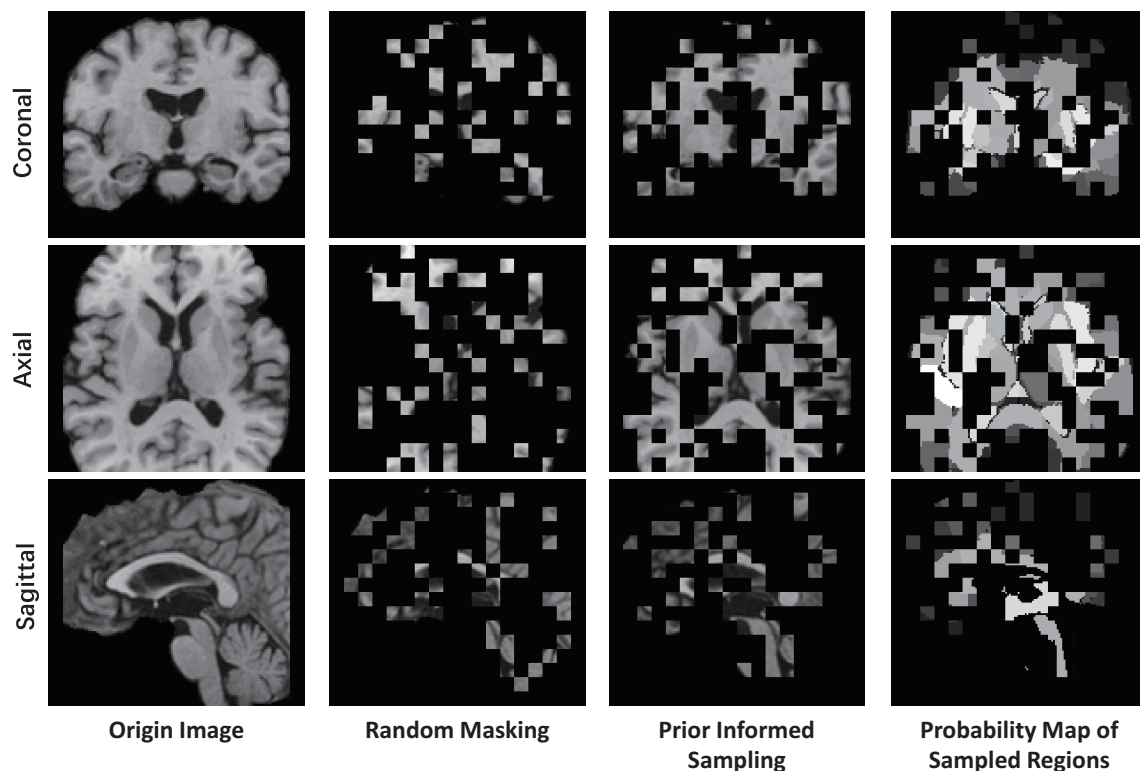 Coronal
Axial
Sagittal
Origin Image
Random Masking
Prior Informed
Sampling
Probability Map of
Sampled Regions